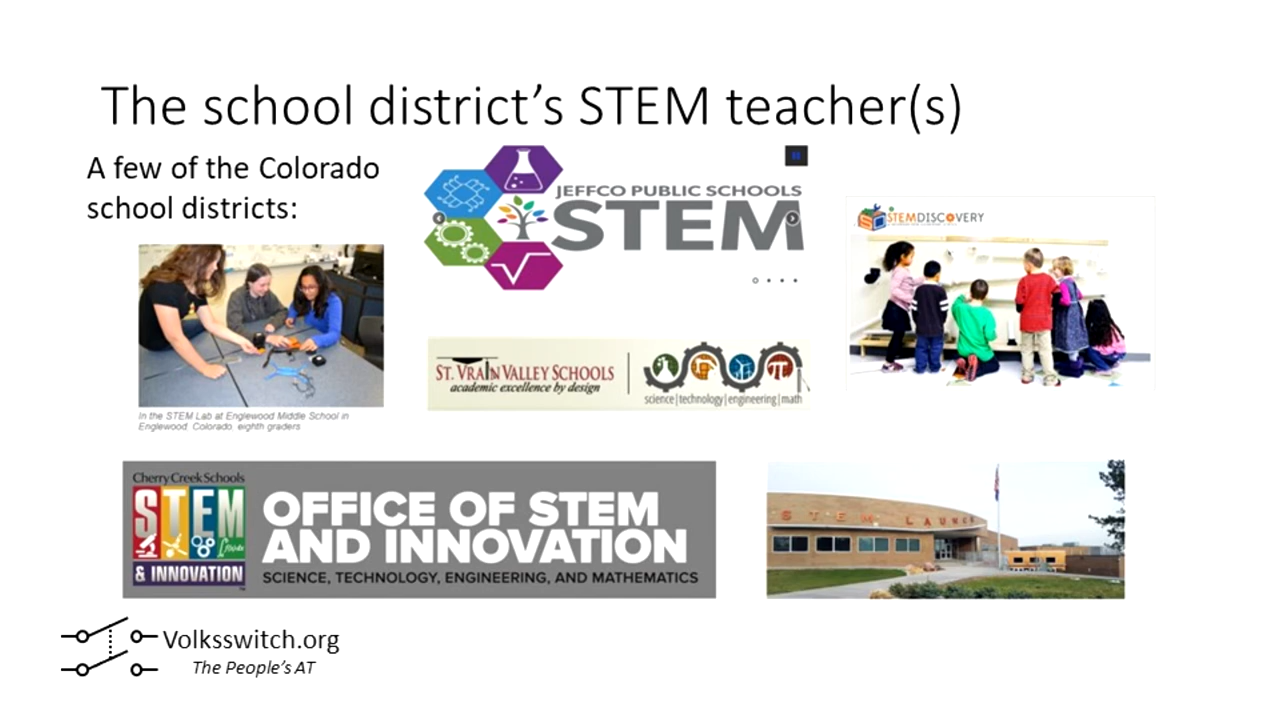 The school district’s STEM teacher(s)
A few of the Colorado
school districts:
JEFFCO PUBLIC SCHOOLS
STEM
STEMDISCOVERY
In the STEM Lab at Englewood Middle School in
Englewood, Colorado, eighth graders
ST. VRAIN VALLEY SCHOOLS
academic excellence by design
science|technology|engineering|math
Cherry Creek Schools
STEM
& INNOVATION
OFFICE OF STEM
AND INNOVATION
SCIENCE, TECHNOLOGY, ENGINEERING, AND MATHEMATICS
STEM LAUNCH
Volksswitch.org
The People’s AT